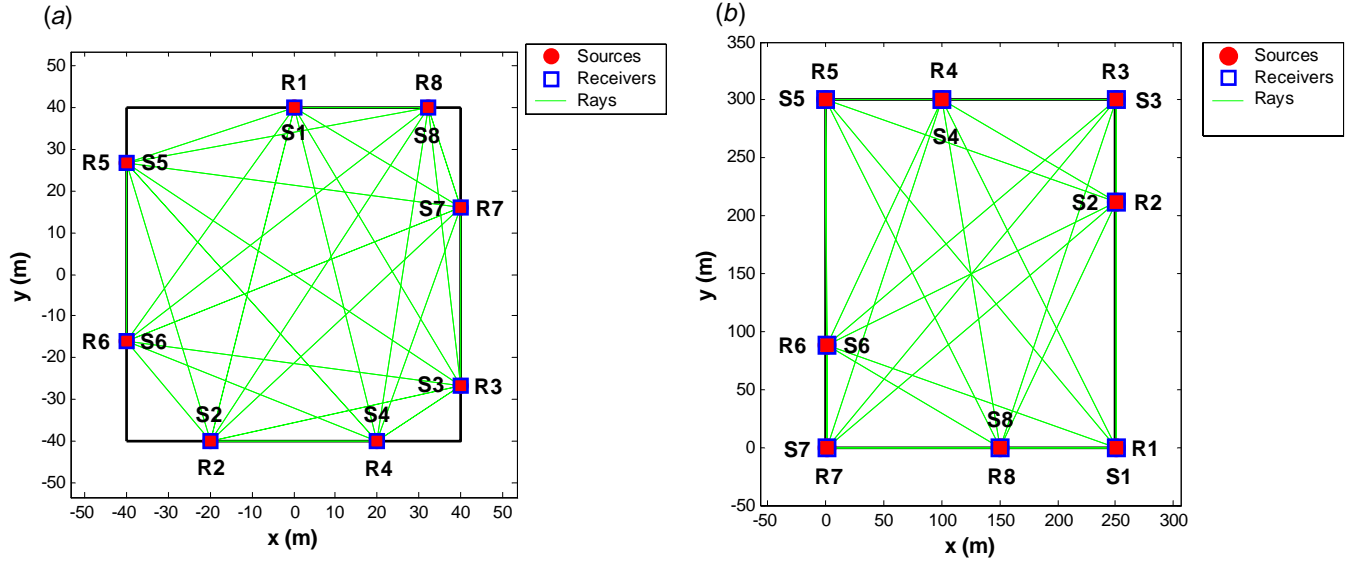 (a)
Sources
Receivers
Rays
50
40
30
20
10
0
-10
-20
-30
-40
-50
y (m)
R1 R8
S1 S8
R5 S5
S7 R7
R6 S6
S3 R3
S2 S4
R2 R4
-50 -40 -30 -20 -10 0 10 20 30 40 50
x (m)
(b)
Sources
Receivers
Rays
350
300
250
200
150
100
50
0
-50
y (m)
R5 R4 R3
S5 S3
S4
S2 R2
R6 S6
S8
S7 R1
R7 R8 S1
-50 0 50 100 150 200 250 300
x (m)